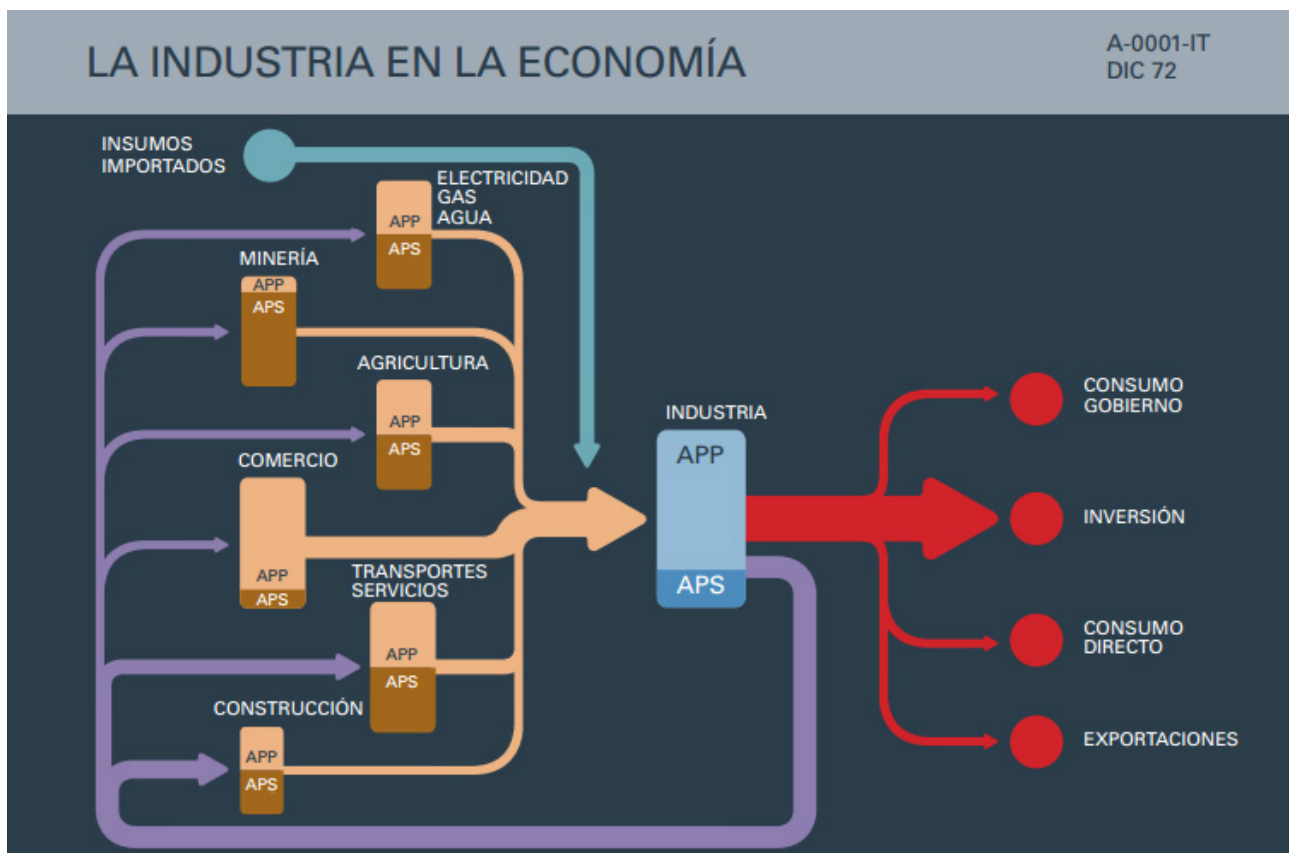 LA INDUSTRIA EN LA ECONOMÍA
A-0001-IT
DIC 72
INSUMOS
IMPORTADOS
ELECTRICIDAD
GAS
AGUA
APP
APS
MINERÍA
APP
APS
AGRICULTURA
APP
APS
COMERCIO
APP
APS
TRANSPORTES
SERVICIOS
APP
APS
CONSTRUCCIÓN
APP
APS
INDUSTRIA
APP
APS
CONSUMO
GOBIERNO
INVERSIÓN
CONSUMO
DIRECTO
EXPORTACIONES